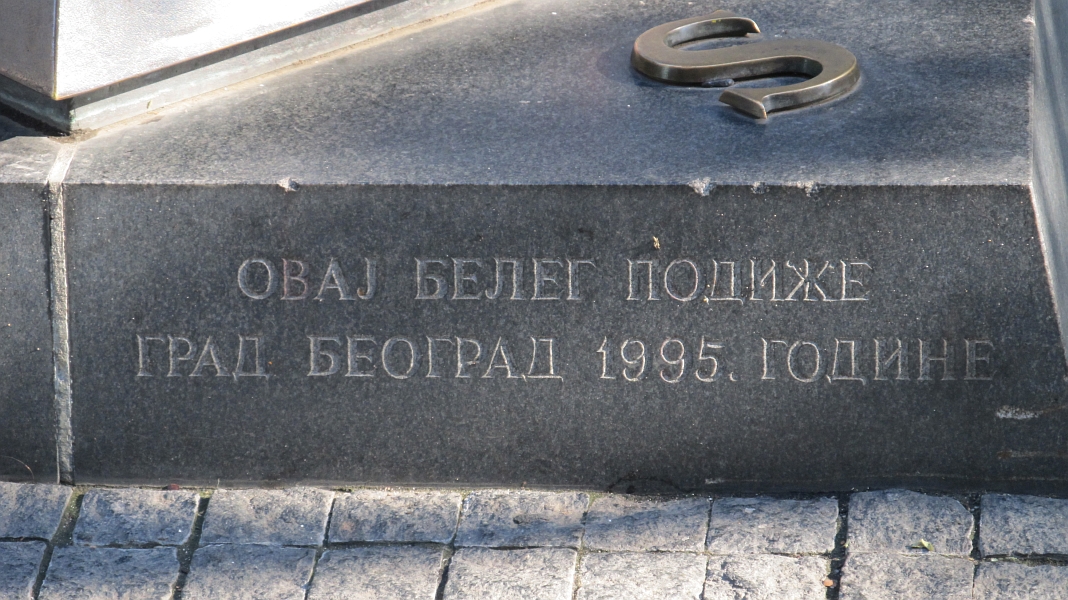 S
ОВАЈ БЕЛЕГ ПОДИЖЕ
ГРАД БЕОГРАД 1995. ГОДИНЕ